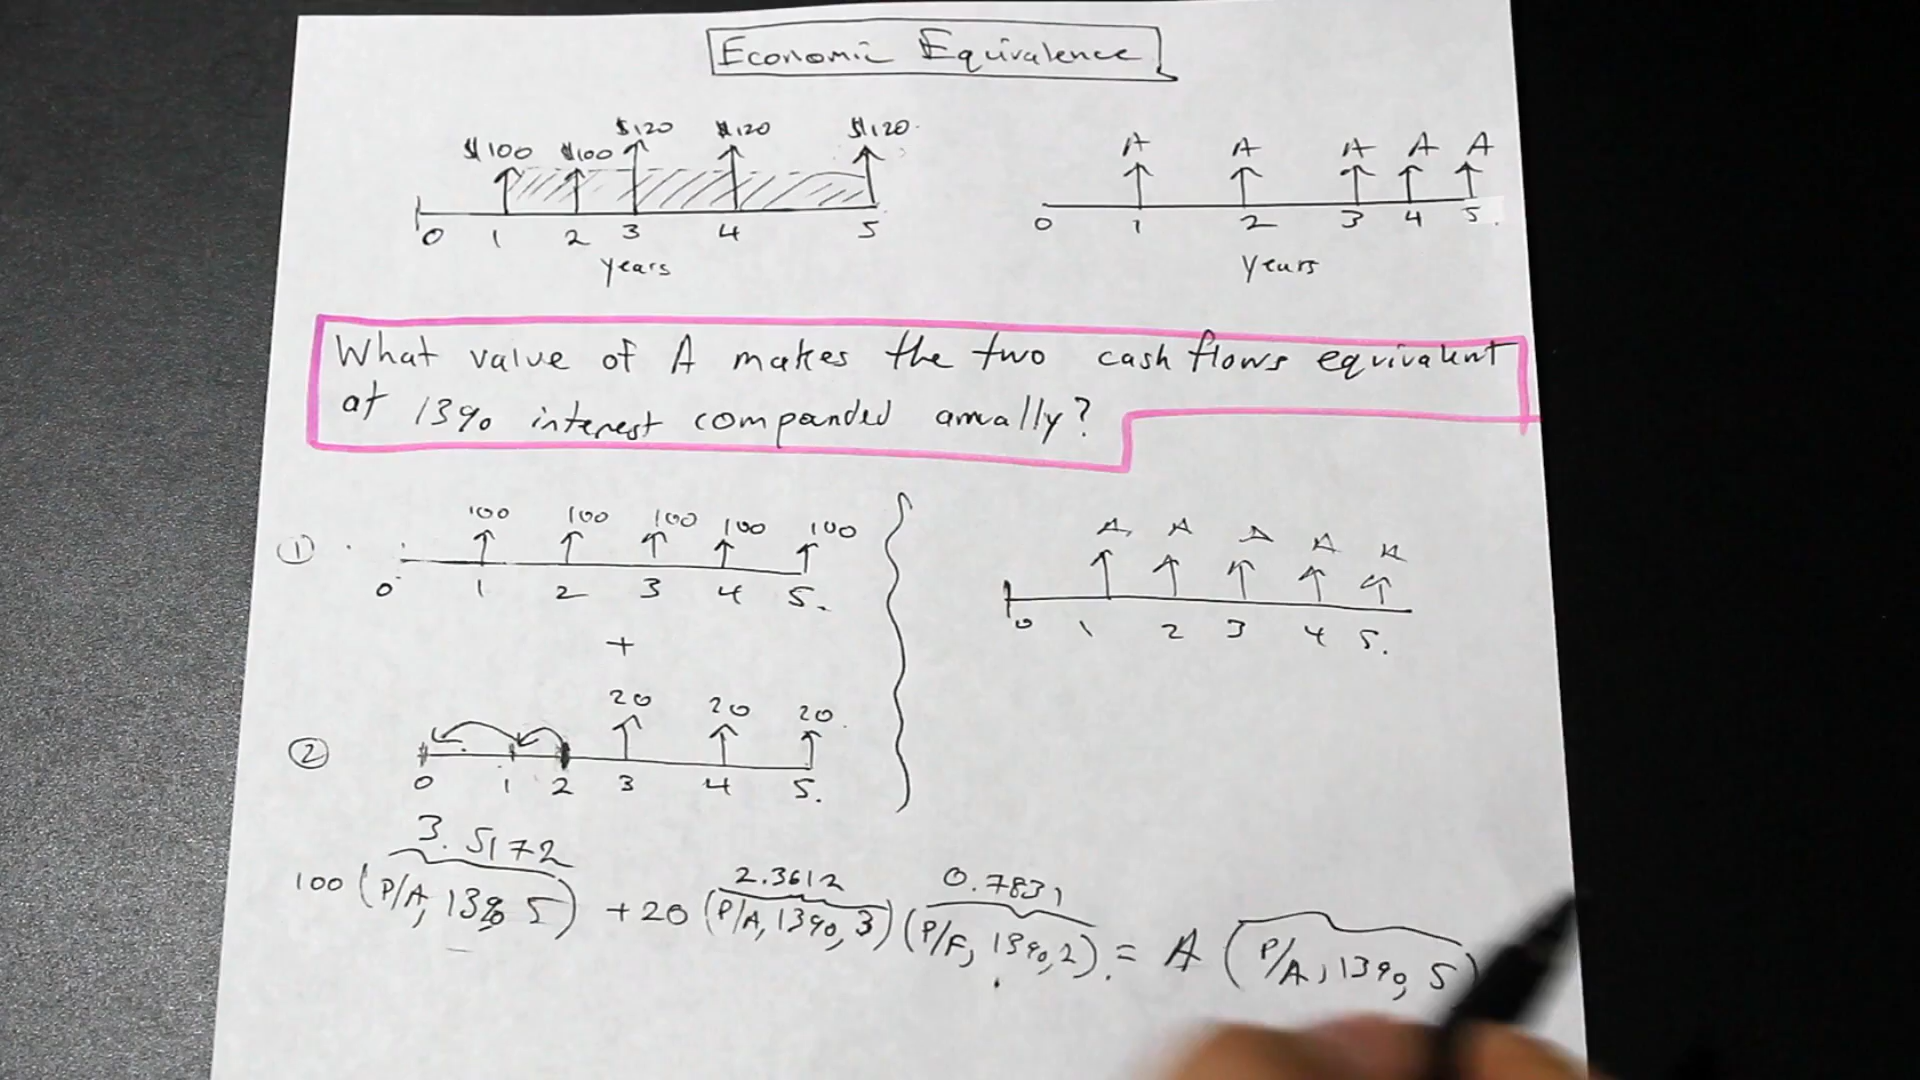 Economic Equivalence
$100 $100 $120 $120 $120
0 1 2 3 4 5
years
A A A A A
0 1 2 3 4 5.
years
What value of A makes the two cash flows equivalent
at 13% interest compounded annually?
① 100 100 100 100 100
0 1 2 3 4 5.
+
② 20 20 20
0 1 2 3 4 5.
A A A A A
0 1 2 3 4 5.
3.5172 2.3612 0.7831
100 (P/A, 13% 5) + 20 (P/A, 13%, 3) (P/F, 13%, 2) = A (P/A, 13%, 5)